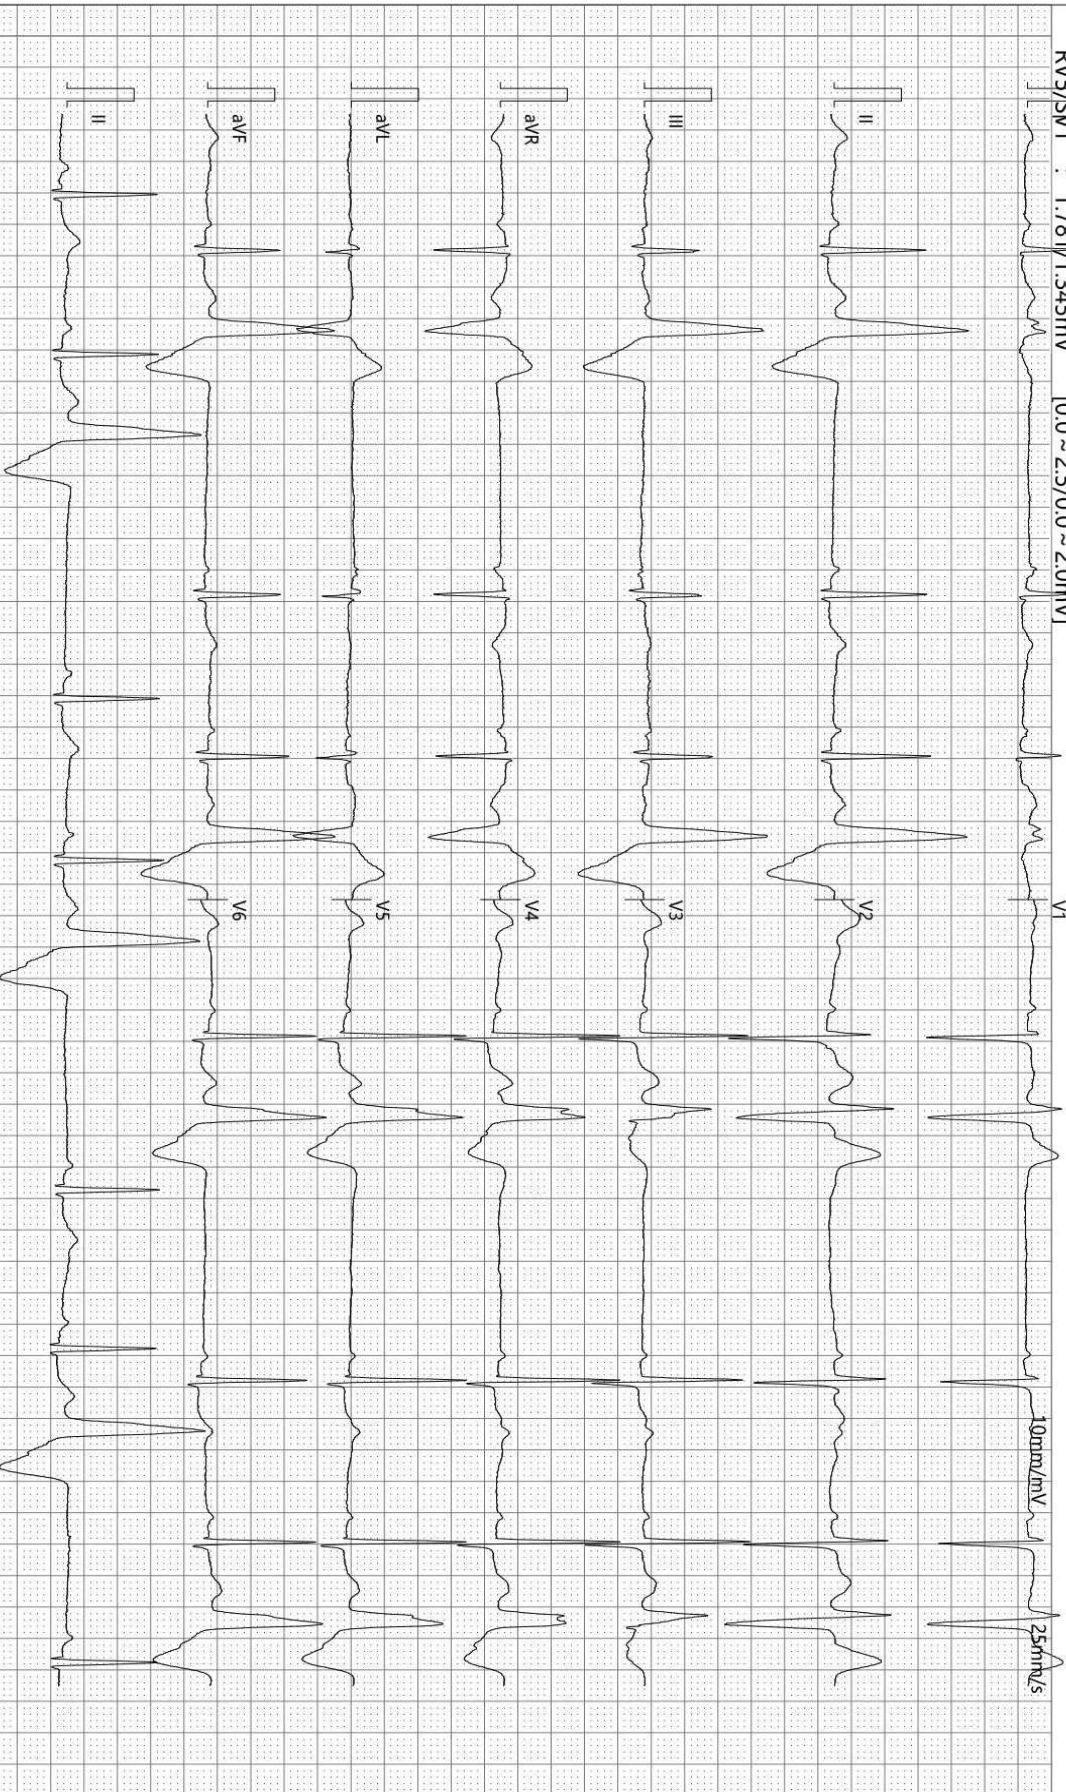 RV5/SV1 : 1.781/1.345mV [0.0 ~ 2.5/0.0 ~ 2.0mV]
V1
10mm/mV
25mm/s
II
V2
III
V3
aVR
V4
aVL
V5
aVF
V6
II